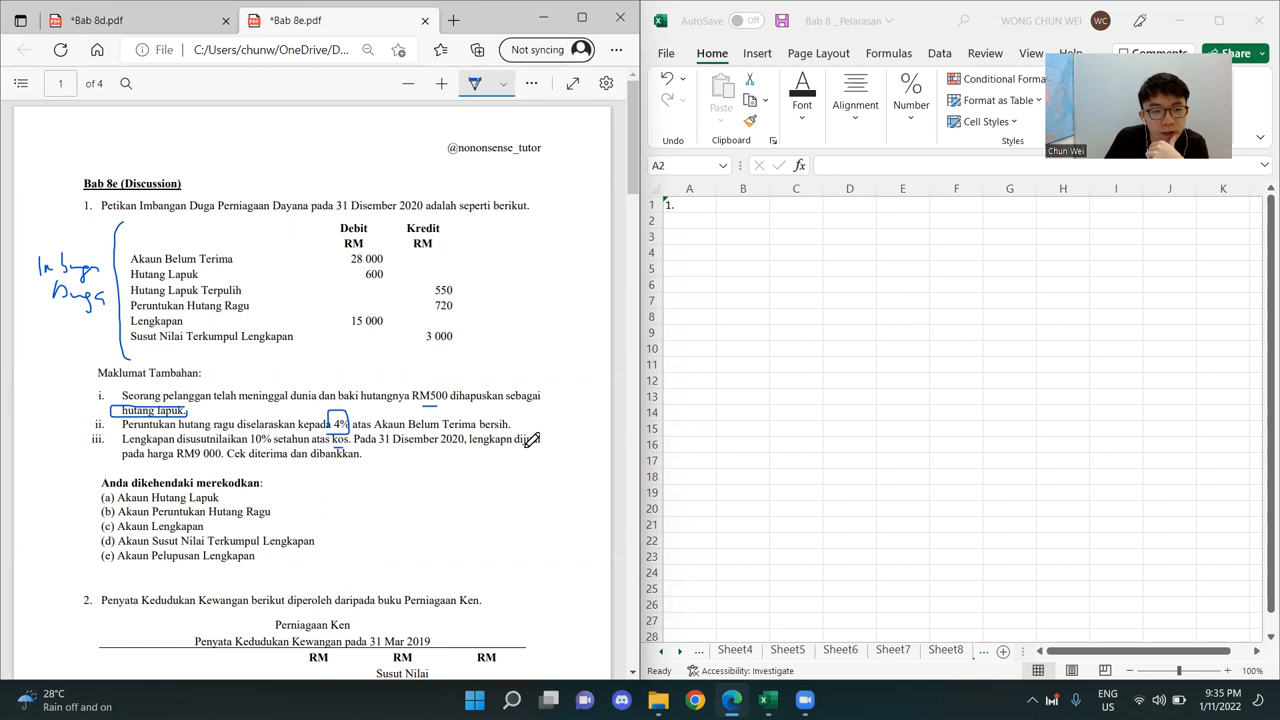 *Bab 8d.pdf
*Bab 8e.pdf
File
C:/Users/chunw/OneDrive/D...
Not syncing
1
of 4
@nononsense_tutor
Bab 8e (Discussion)
1. Petikan Imbangan Duga Perniagaan Dayana pada 31 Disember 2020 adalah seperti berikut.
Debit Kredit
RM RM
Akaun Belum Terima 28 000
Hutang Lapuk 600
Hutang Lapuk Terpulih 550
Peruntukan Hutang Ragu 720
Lengkapan 15 000
Susut Nilai Terkumpul Lengkapan 3 000
Duga
Maklumat Tambahan:
i. Seorang pelanggan telah meninggal dunia dan baki hutangnya RM500 dihapuskan sebagai
hutang lapuk.
ii. Peruntukan hutang ragu diselaraskan kepada 4% atas Akaun Belum Terima bersih.
iii. Lengkapan disusutnilaikan 10% setahun atas kos. Pada 31 Disember 2020, lengkapn
pada harga RM9 000. Cek diterima dan dibankkan.
Anda dikehendaki merekodkan:
(a) Akaun Hutang Lapuk
(b) Akaun Peruntukan Hutang Ragu
(c) Akaun Lengkapan
(d) Akaun Susut Nilai Terkumpul Lengkapan
(e) Akaun Pelupusan Lengkapan
2. Penyata Kedudukan Kewangan berikut diperoleh daripada buku Perniagaan Ken.
Perniagaan Ken
Penyata Kedudukan Kewangan pada 31 Mar 2019
RM RM RM
Susut Nilai
AutoSave Off
Bab 8 _ Pelarasan
WONG CHUN WEI
WC
File Home Insert Page Layout Formulas Data Review View Help Comments Share
Paste
Font
Alignment
Number
Conditional Forma
Format as Table
Cell Styles
Undo Clipboard Styles
Chun Wei
A2
fx
A B C D E F G H I J K
1 1.
2
3
4
5
6
7
8
9
10
11
12
13
14
15
16
17
18
19
20
21
22
23
24
25
26
27
28
... Sheet4 Sheet5 Sheet6 Sheet7 Sheet8 ...
Ready
Accessibility: Investigate
100%
28°C
Rain off and on
ENG
US
9:35 PM
1/11/2022